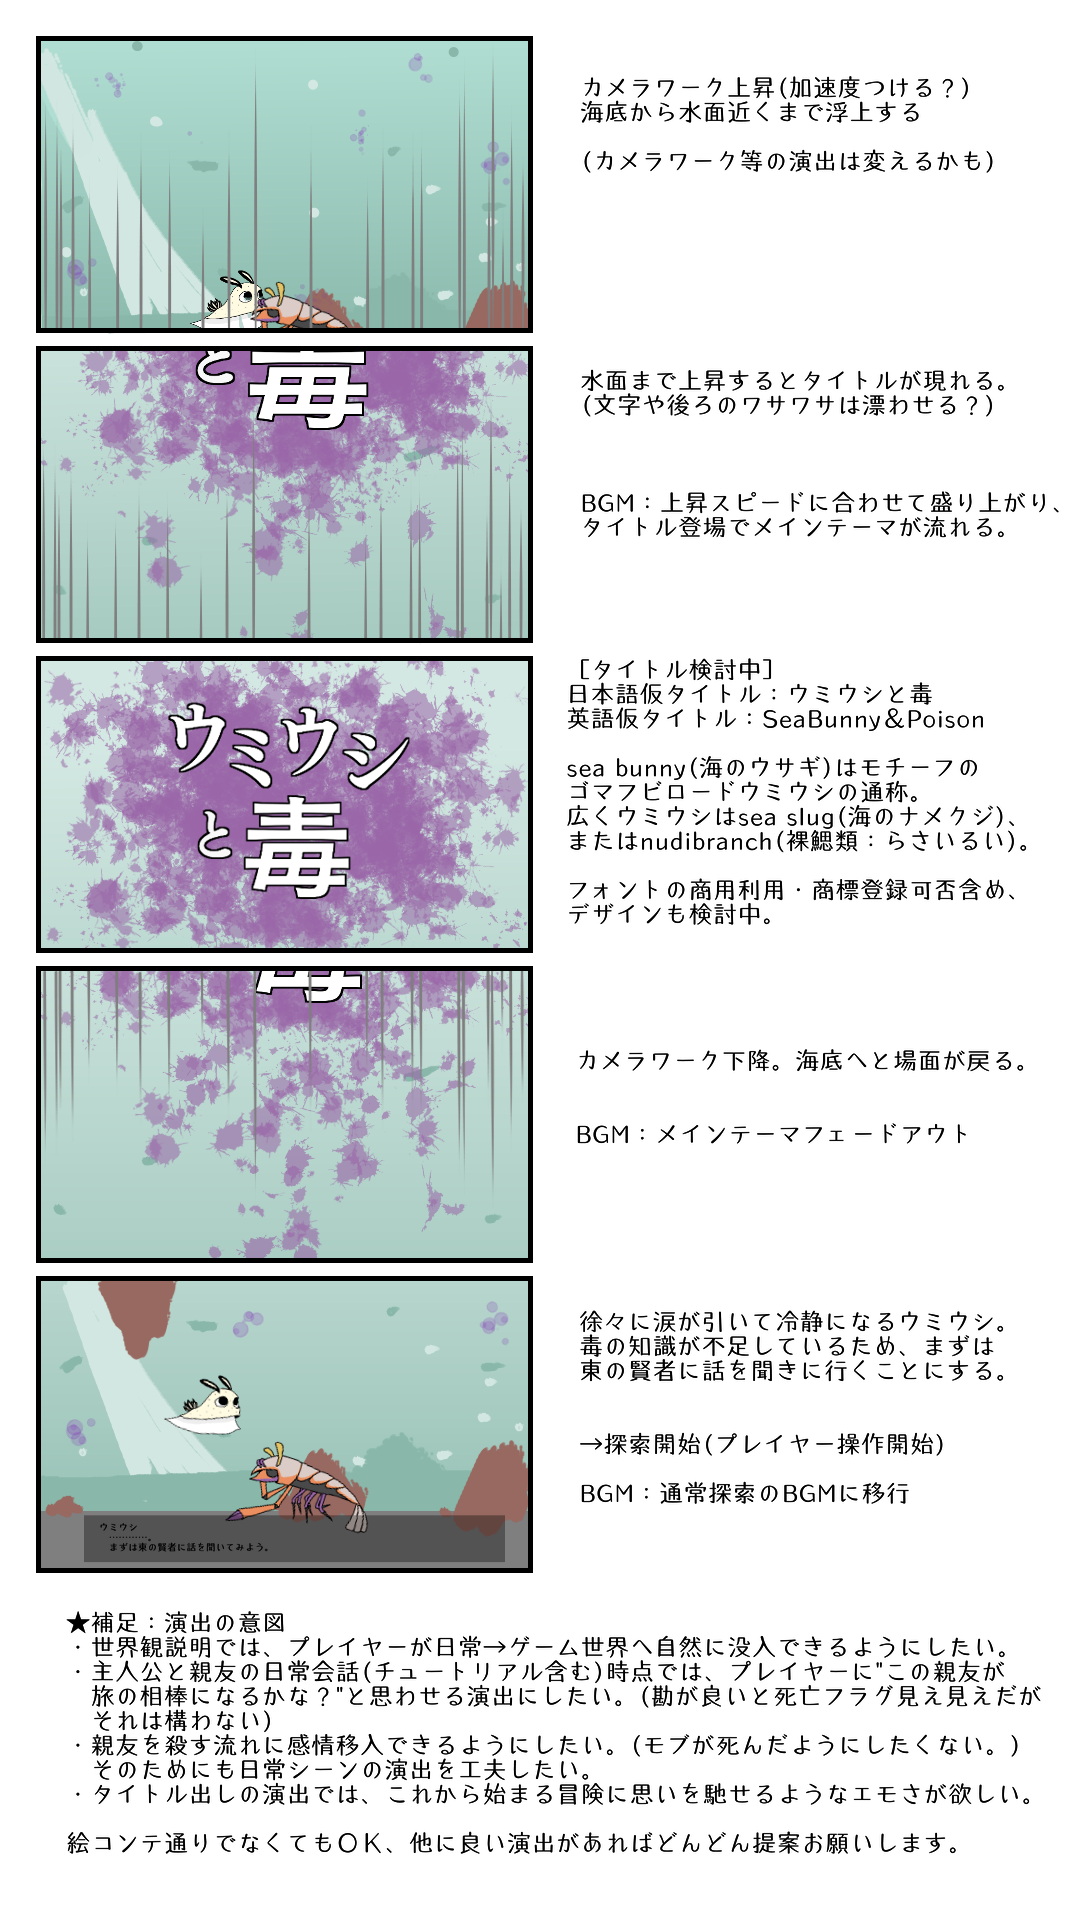 カメラワーク上昇(加速度つける？)
海底から水面近くまで浮上する
(カメラワーク等の演出は変えるかも)
と毒
水面まで上昇するとタイトルが現れる。
(文字や後ろのワサワサは漂わせる？)
BGM：上昇スピードに合わせて盛り上がり、
タイトル登場でメインテーマが流れる。
ウミウシ
と毒
［タイトル検討中］
日本語仮タイトル：ウミウシと毒
英語仮タイトル：SeaBunny＆Poison
sea bunny(海のウサギ)はモチーフの
ゴマフビロードウミウシの通称。
広くウミウシはsea slug(海のナメクジ)、
またはnudibranch(裸鰓類：らさいるい)。
フォントの商用利用・商標登録可否含め、
デザインも検討中。
毒
カメラワーク下降。海底へと場面が戻る。
BGM：メインテーマフェードアウト
ウミウシ
…………。
まずは東の賢者に話を聞いてみよう。
徐々に涙が引いて冷静になるウミウシ。
毒の知識が不足しているため、まずは
東の賢者に話を聞きに行くことにする。
→探索開始(プレイヤー操作開始)
BGM：通常探索のBGMに移行
★補足：演出の意図
・世界観説明では、プレイヤーが日常→ゲーム世界へ自然に没入できるようにしたい。
・主人公と親友の日常会話(チュートリアル含む)時点では、プレイヤーに"この親友が
旅の相棒になるかな？"と思わせる演出にしたい。(勘が良いと死亡フラグ見え見えだが
それは構わない)
・親友を殺す流れに感情移入できるようにしたい。(モブが死んだようにしたくない。)
そのためにも日常シーンの演出を工夫したい。
・タイトル出しの演出では、これから始まる冒険に思いを馳せるようなエモさが欲しい。
絵コンテ通りでなくてもＯＫ、他に良い演出があればどんどん提案お願いします。